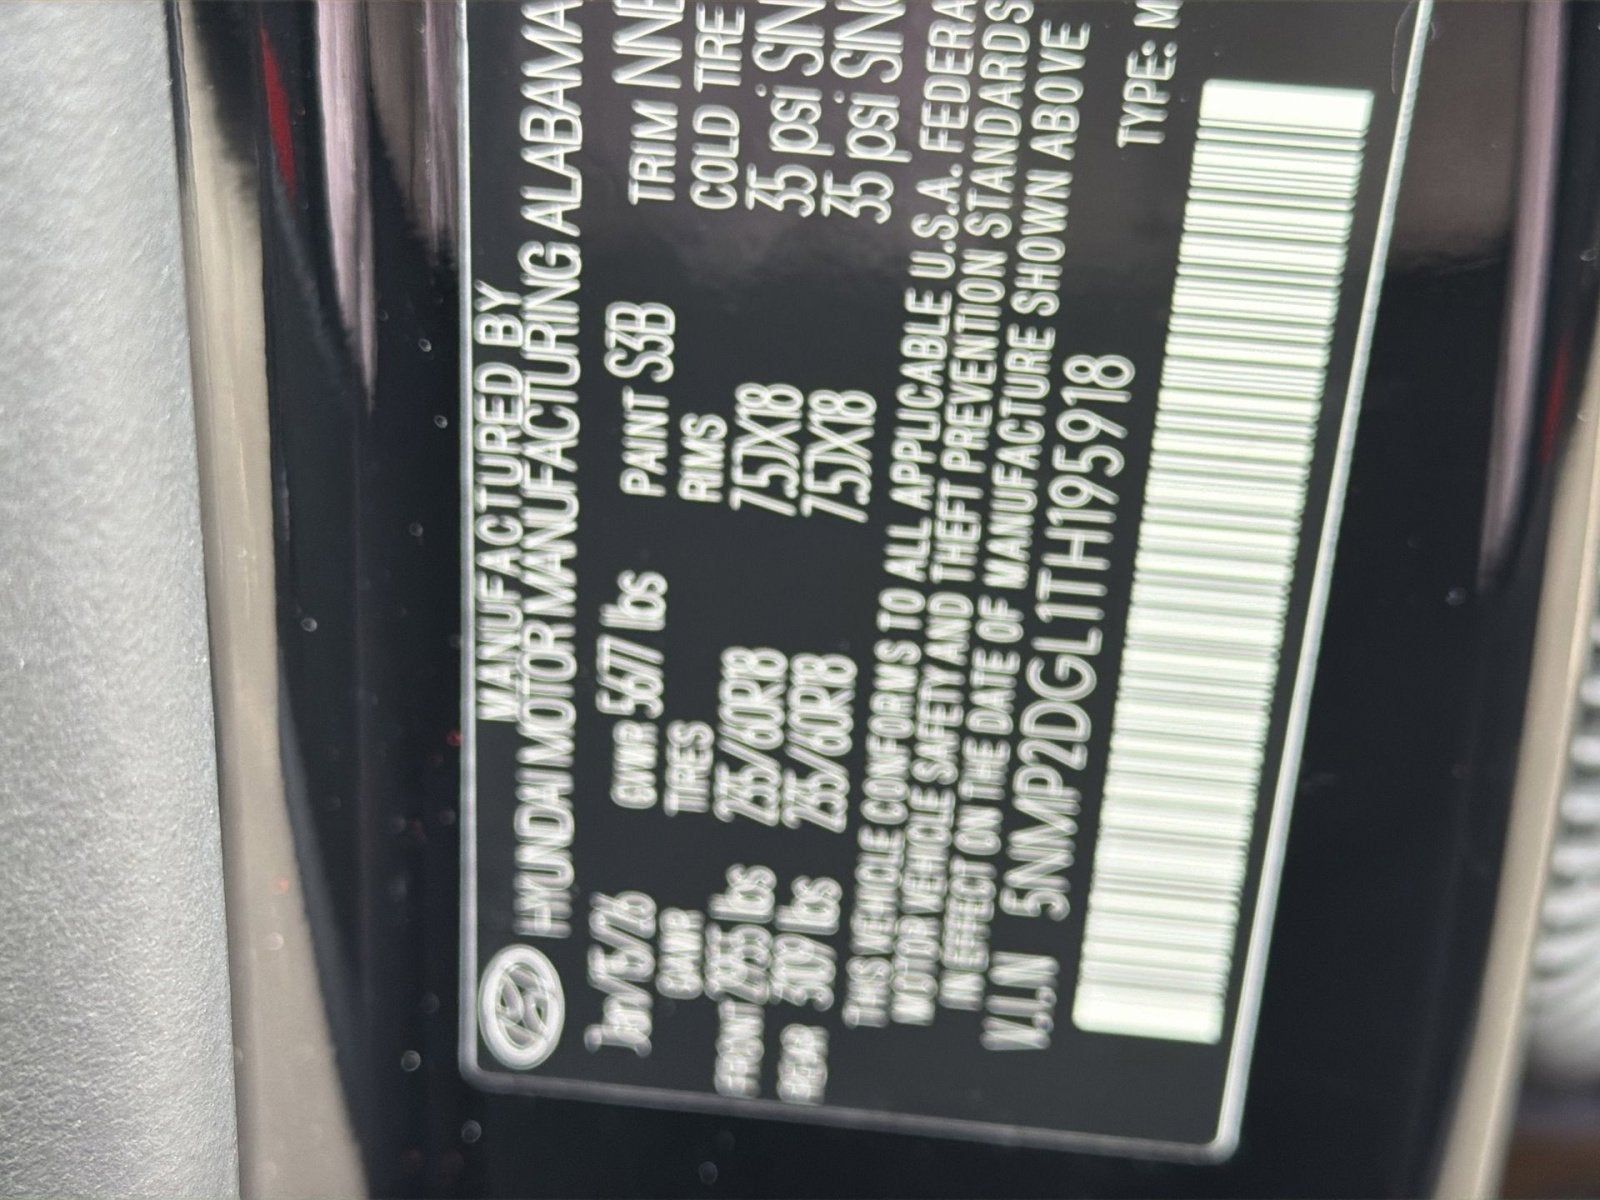 MANUFACTURED BY
HYUNDAI MOTOR MANUFACTURING ALABAMA
Jan/15/26 GVWR 5677 lbs PAINT S3B TRIM NNB
GAWR TIRES RIMS COLD TIRE
FRONT 2955 lbs 235/60R18 7.5JX18 35 psi SIN
REAR 3109 lbs 235/60R18 7.5JX18 35 psi SING
THIS VEHICLE CONFORMS TO ALL APPLICABLE U.S.A. FEDERA
MOTOR VEHICLE SAFETY AND THEFT PREVENTION STANDARDS
IN EFFECT ON THE DATE OF MANUFACTURE SHOWN ABOVE
V.I.N 5NMP2DGL1TH195918 TYPE: M